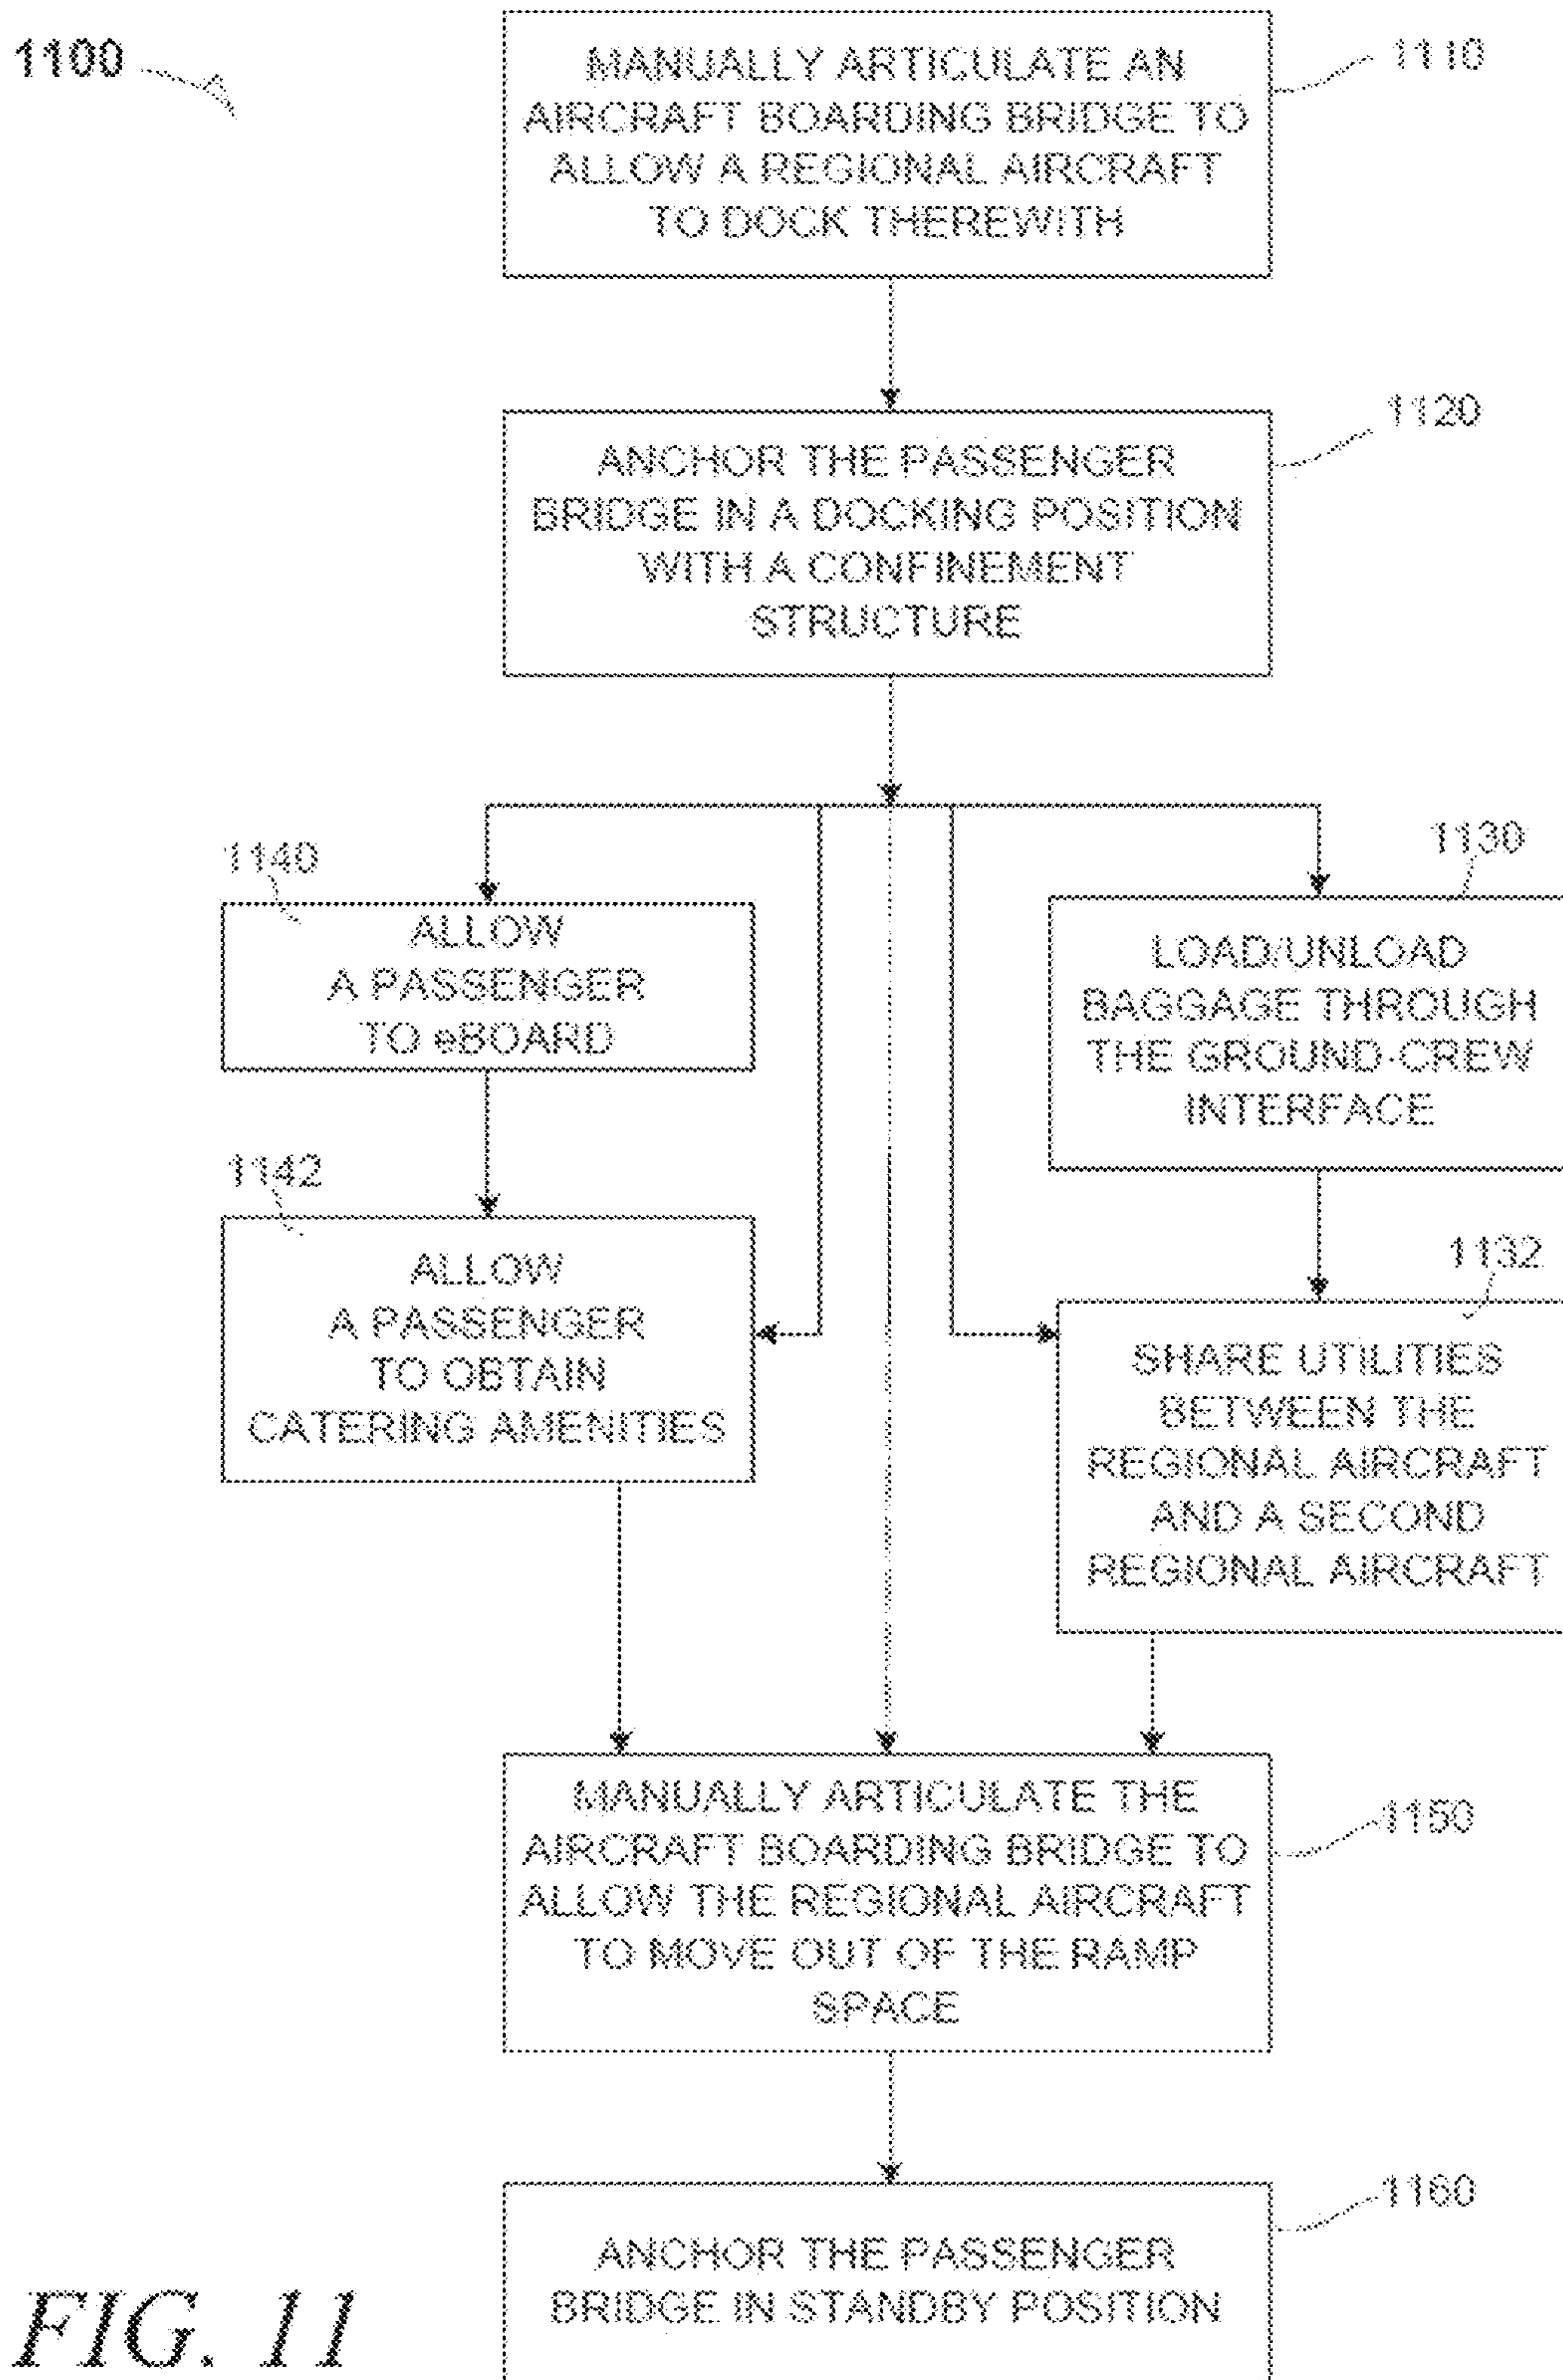 1100
MANUALLY ARTICULATE AN
AIRCRAFT BOARDING BRIDGE TO
ALLOW A REGIONAL AIRCRAFT
TO DOCK THEREWITH
1110
ANCHOR THE PASSENGER
BRIDGE IN A DOCKING POSITION
WITH A CONFINEMENT
STRUCTURE
1120
1140
ALLOW
A PASSENGER
TO eBOARD
1130
LOAD/UNLOAD
BAGGAGE THROUGH
THE GROUND-CREW
INTERFACE
1142
ALLOW
A PASSENGER
TO OBTAIN
CATERING AMENITIES
1132
SHARE UTILITIES
BETWEEN THE
REGIONAL AIRCRAFT
AND A SECOND
REGIONAL AIRCRAFT
MANUALLY ARTICULATE THE
AIRCRAFT BOARDING BRIDGE TO
ALLOW THE REGIONAL AIRCRAFT
TO MOVE OUT OF THE RAMP
SPACE
1150
ANCHOR THE PASSENGER
BRIDGE IN STANDBY POSITION
1160
FIG. 11